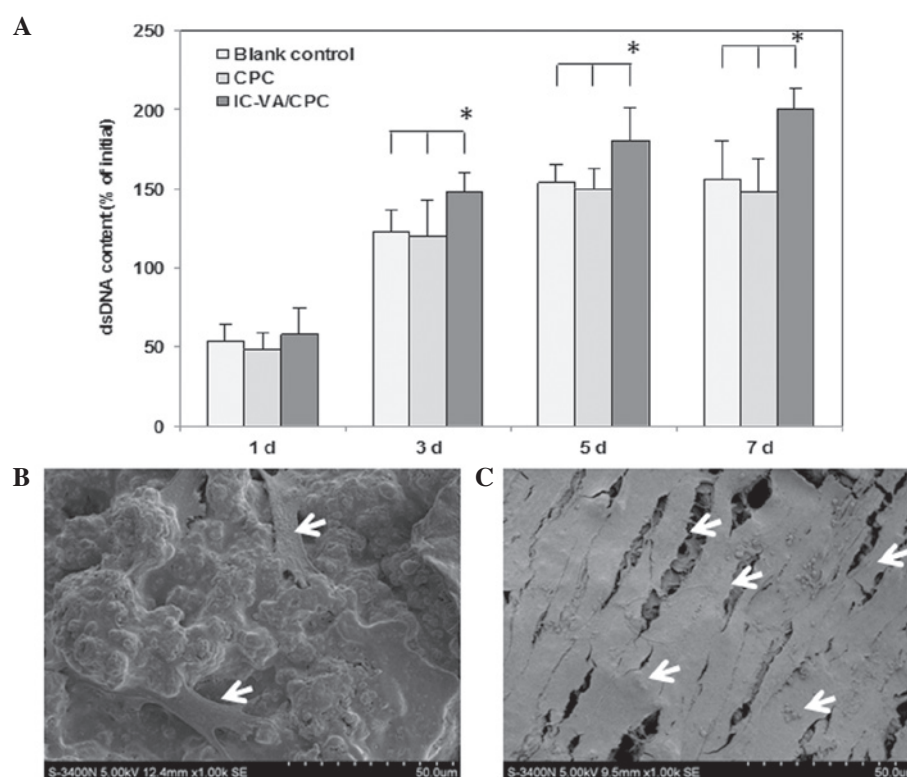 A
dsDNA content (% of initial)
250
200
150
100
50
0
Blank control
CPC
IC-VA/CPC
*
*
*
1 d
3 d
5 d
7 d
B
C
S-3400N 5.00kV 12.4mm x1.00k SE
50.0um
S-3400N 5.00kV 9.5mm x1.00k SE
50.0u